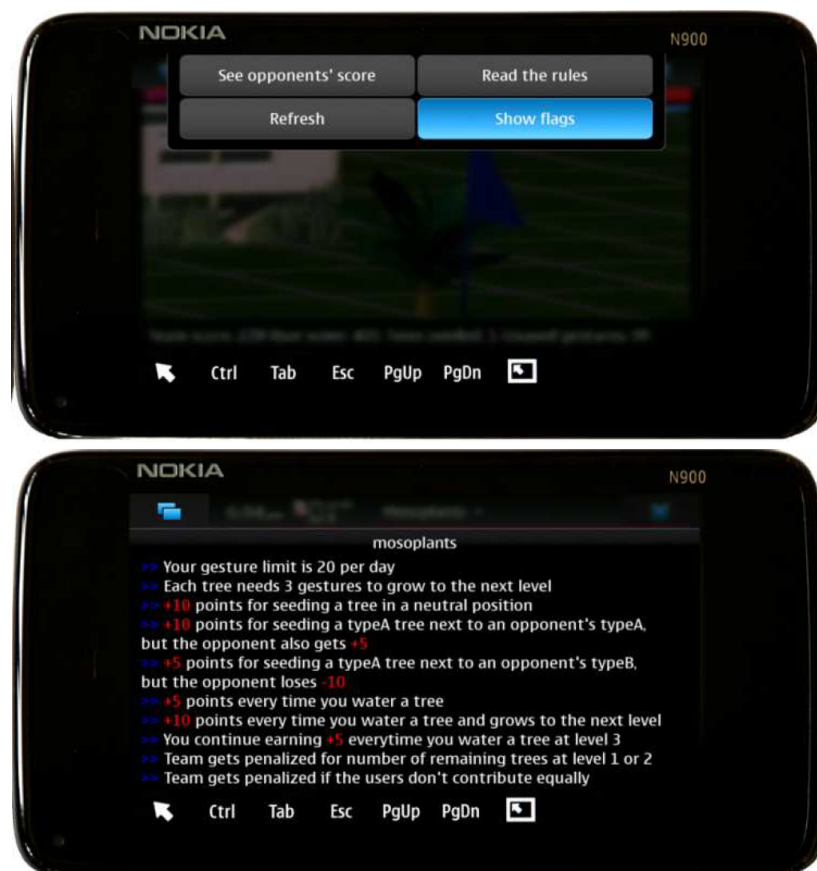 NOKIA
N900
See opponents' score
Read the rules
Refresh
Show flags
Ctrl Tab Esc PgUp PgDn
NOKIA
N900
mosoplants
>> Your gesture limit is 20 per day
>> Each tree needs 3 gestures to grow to the next level
>> +10 points for seeding a tree in a neutral position
>> +10 points for seeding a typeA tree next to an opponent's typeA,
but the opponent also gets +5
>> +5 points for seeding a typeA tree next to an opponent's typeB,
but the opponent loses -10
>> +5 points every time you water a tree
>> +10 points every time you water a tree and grows to the next level
>> You continue earning +5 everytime you water a tree at level 3
>> Team gets penalized for number of remaining trees at level 1 or 2
>> Team gets penalized if the users don't contribute equally
Ctrl Tab Esc PgUp PgDn